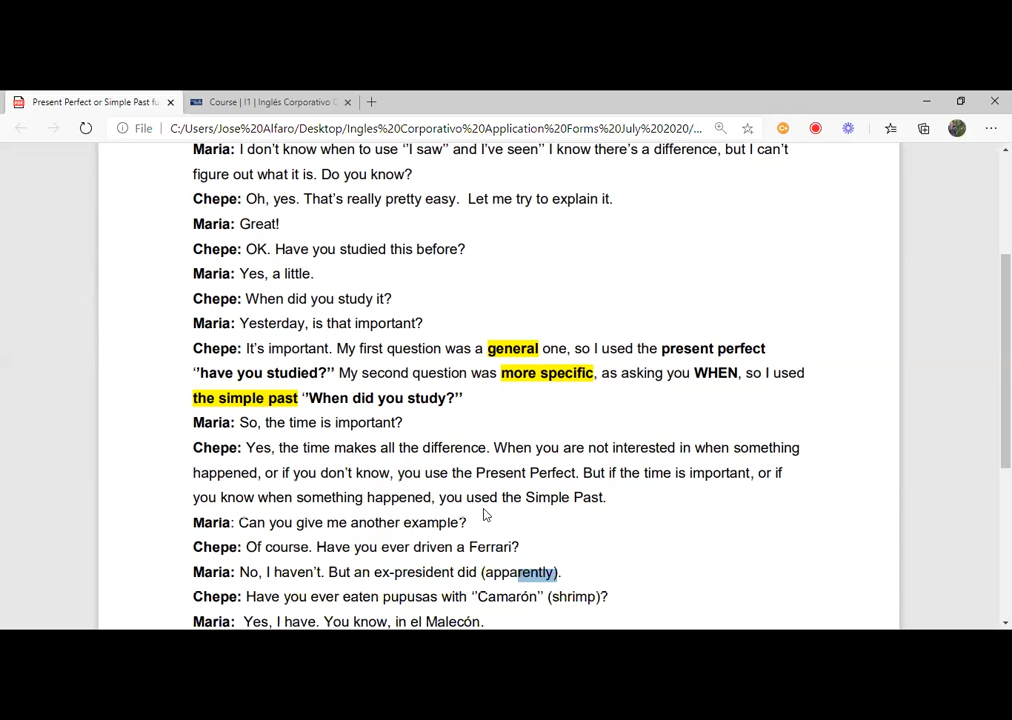 Present Perfect or Simple Past fu
Course | I1 | Inglés Corporativo C
File C:/Users/Jose%20Alfaro/Desktop/Ingles%20Corporativo%20Application%20Forms%20July%202020/...
Maria: I don't know when to use ‘'I saw” and I've seen’' I know there's a difference, but I can't
figure out what it is. Do you know?
Chepe: Oh, yes. That's really pretty easy. Let me try to explain it.
Maria: Great!
Chepe: OK. Have you studied this before?
Maria: Yes, a little.
Chepe: When did you study it?
Maria: Yesterday, is that important?
Chepe: It's important. My first question was a general one, so I used the present perfect
‘'have you studied?’' My second question was more specific, as asking you WHEN, so I used
the simple past ‘'When did you study?’'
Maria: So, the time is important?
Chepe: Yes, the time makes all the difference. When you are not interested in when something
happened, or if you don't know, you use the Present Perfect. But if the time is important, or if
you know when something happened, you used the Simple Past.
Maria: Can you give me another example?
Chepe: Of course. Have you ever driven a Ferrari?
Maria: No, I haven't. But an ex-president did (apparently).
Chepe: Have you ever eaten pupusas with ‘'Camarón’' (shrimp)?
Maria: Yes, I have. You know, in el Malecón.